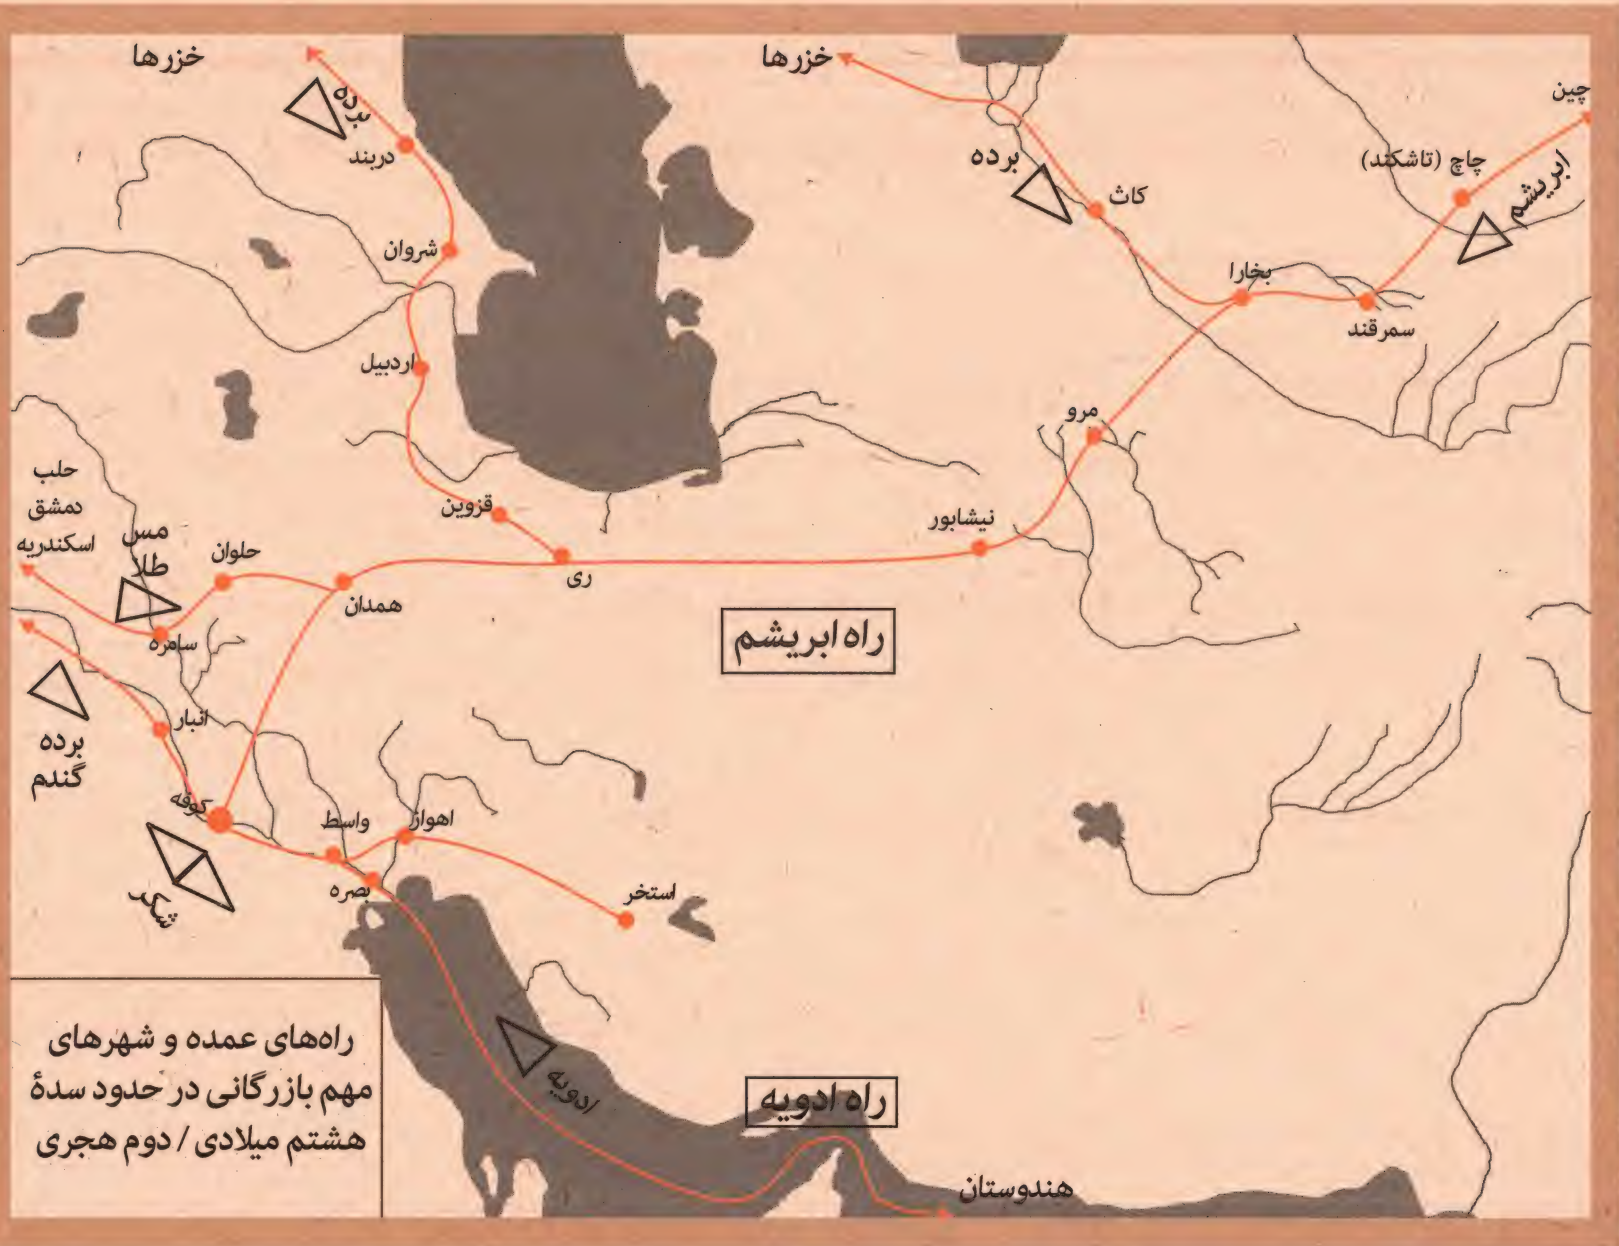 خزرها
برده
دربند
شروان
اردبیل
قزوین
ری
خزرها
برده
کاث
بخارا
سمرقند
چاچ (تاشکند)
چین
ابریشم
مرو
نیشابور
حلب
دمشق
اسکندریه
مس
طلا
حلوان
همدان
سامره
راه ابریشم
انبار
برده
گندم
کوفه
شکر
واسط
اهواز
بصره
استخر
ادویه
راه ادویه
هندوستان
راه‌های عمده و شهرهای
مهم بازرگانی در حدود سدهٔ
هشتم میلادی / دوم هجری